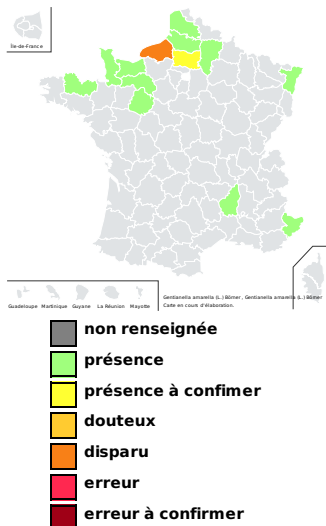 Île-de-France
Guadeloupe Martinique Guyane La Réunion Mayotte
Gentianella amarella (L.) Börner , Gentianella amarella (L.) Börner
Carte en cours d'élaboration.
non renseignée
présence
présence à confimer
douteux
disparu
erreur
erreur à confirmer